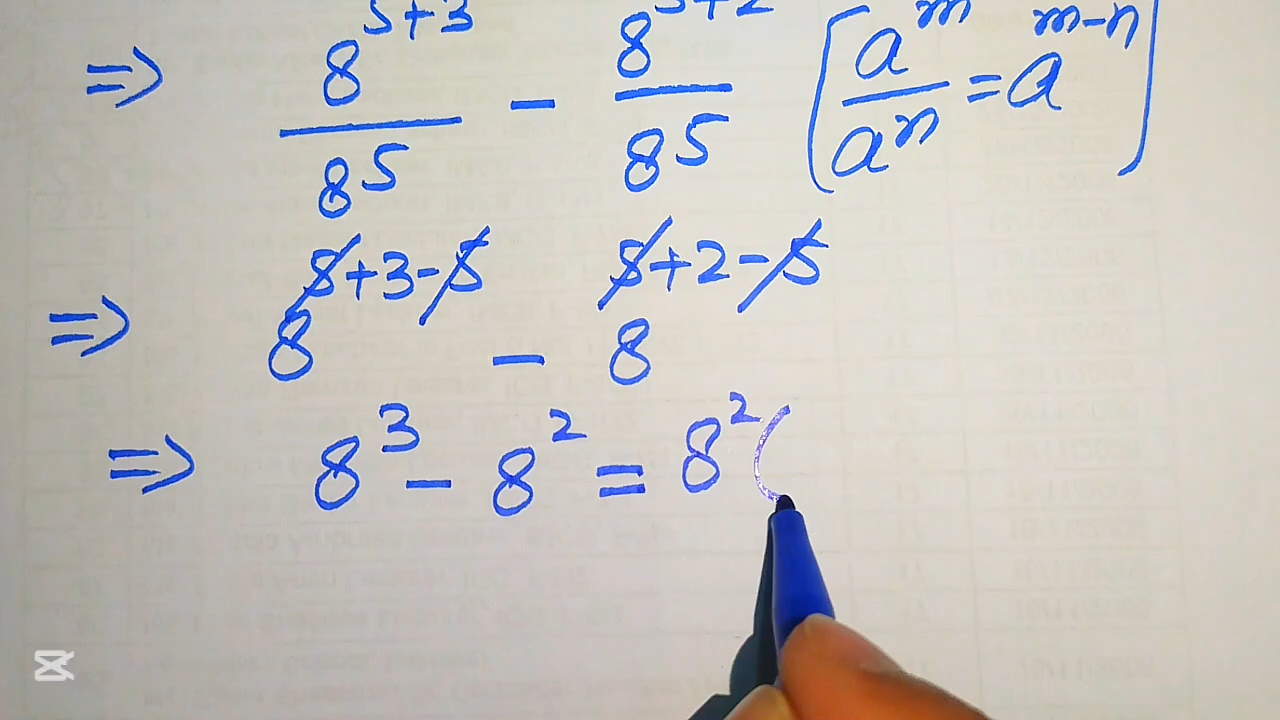 => 8^{5+3}/8^5 - 8^{5+2}/8^5 [a^m/a^n = a^{m-n}]
=> 8^{5+3-5} - 8^{5+2-5}
=> 8^3 - 8^2 = 8^2(